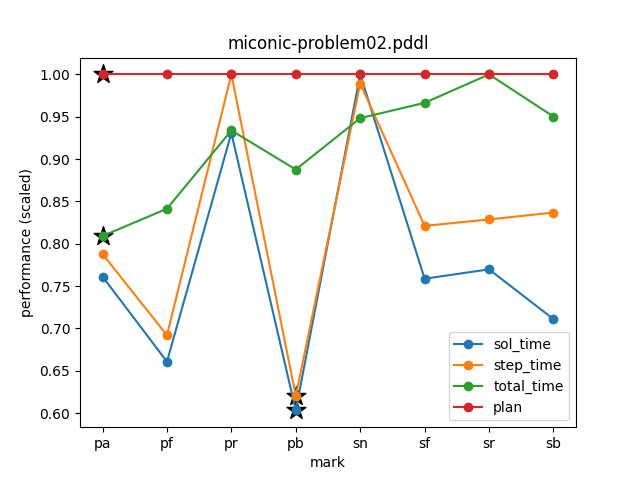 miconic-problem02.pddl
performance (scaled)
1.00
0.95
0.90
0.85
0.80
0.75
0.70
0.65
0.60
pa pf pr pb sn sf sr sb
mark
sol_time
step_time
total_time
plan